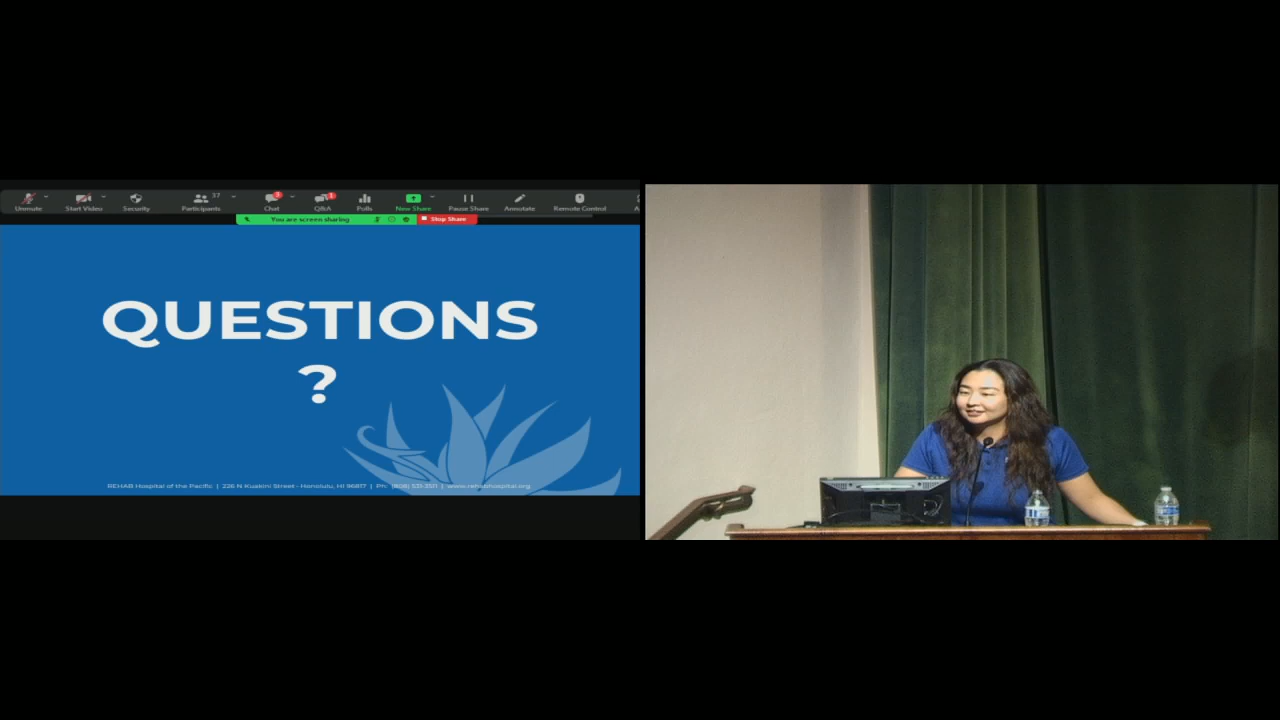 37
3
1
Unmute
Start Video
Security
Participants
Chat
Q&A
Polls
New Share
Pause Share
Annotate
Remote Control
You are screen sharing
Stop Share
QUESTIONS
?
REHAB Hospital of the Pacific | 226 N Kuakini Street - Honolulu, HI 96817 | Ph: (808) 531-3511 | www.rehabhospital.org